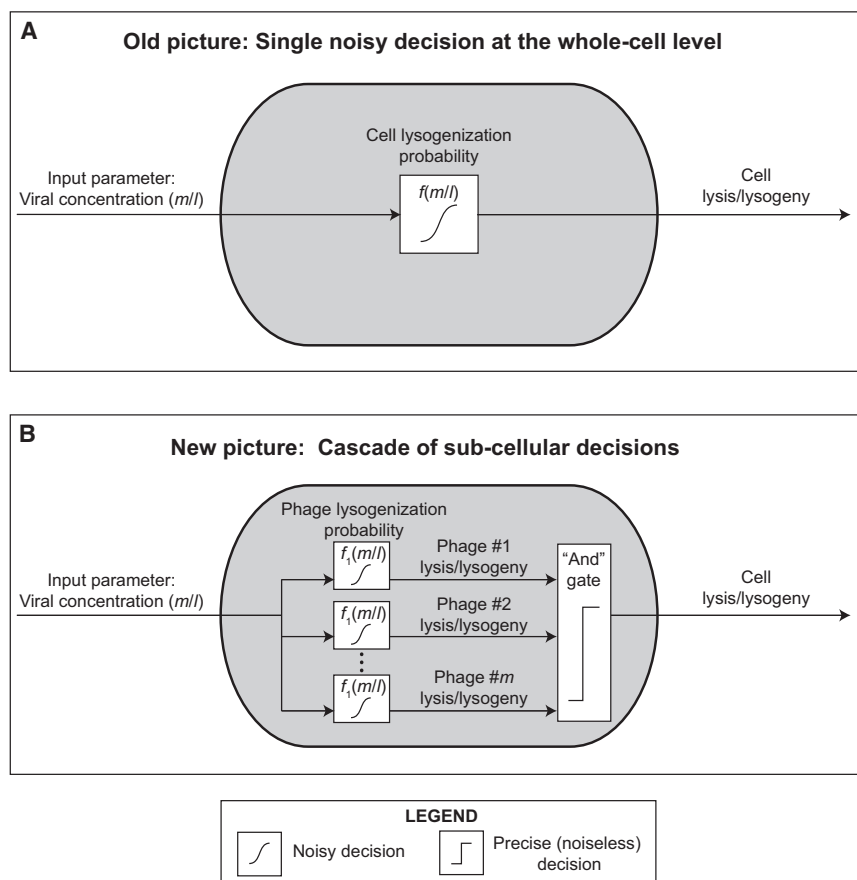 A
Old picture: Single noisy decision at the whole-cell level
Cell lysogenization
probability
Input parameter:
Viral concentration (m/l)
f(m/l)
Cell
lysis/lysogeny
B
New picture: Cascade of sub-cellular decisions
Phage lysogenization
probability
Input parameter:
Viral concentration (m/l)
f₁(m/l)
Phage #1
lysis/lysogeny
f₁(m/l)
Phage #2
lysis/lysogeny
f₁(m/l)
Phage #m
lysis/lysogeny
“And”
gate
Cell
lysis/lysogeny
LEGEND
Noisy decision
Precise (noiseless)
decision